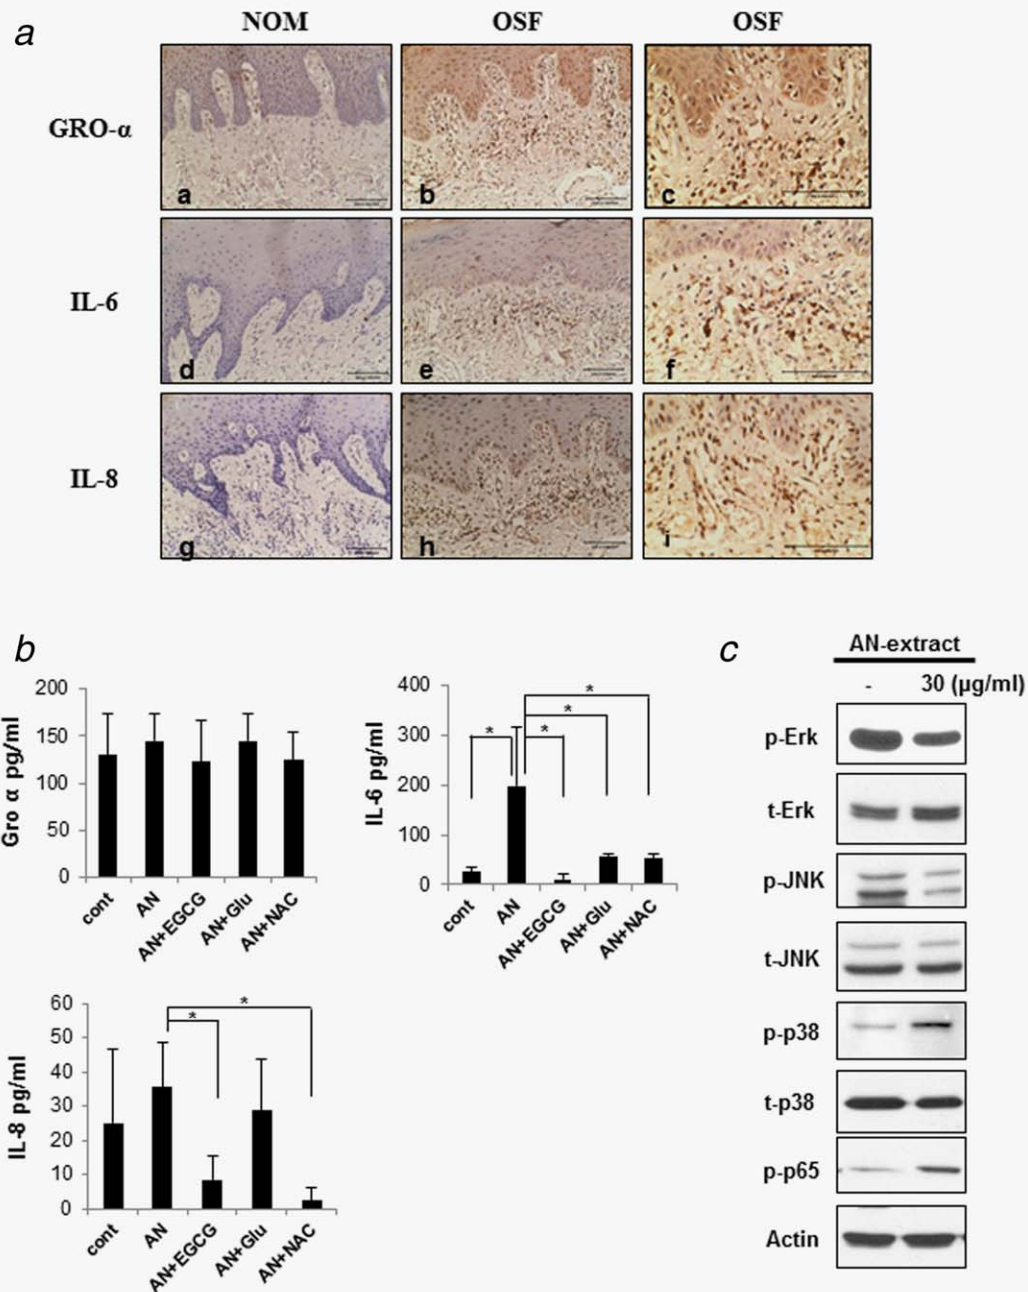 a
NOM OSF OSF
GRO-α
a b c
IL-6
d e f
IL-8
g h i
b
Gro α pg/ml
200
150
100
50
0
cont AN AN+EGCG AN+Glu AN+NAC
IL-6 pg/ml
400
300
200
100
0
* * * *
cont AN AN+EGCG AN+Glu AN+NAC
IL-8 pg/ml
60
50
40
30
20
10
0
* *
cont AN AN+EGCG AN+Glu AN+NAC
c
AN-extract
- 30 (µg/ml)
p-Erk
t-Erk
p-JNK
t-JNK
p-p38
t-p38
p-p65
Actin